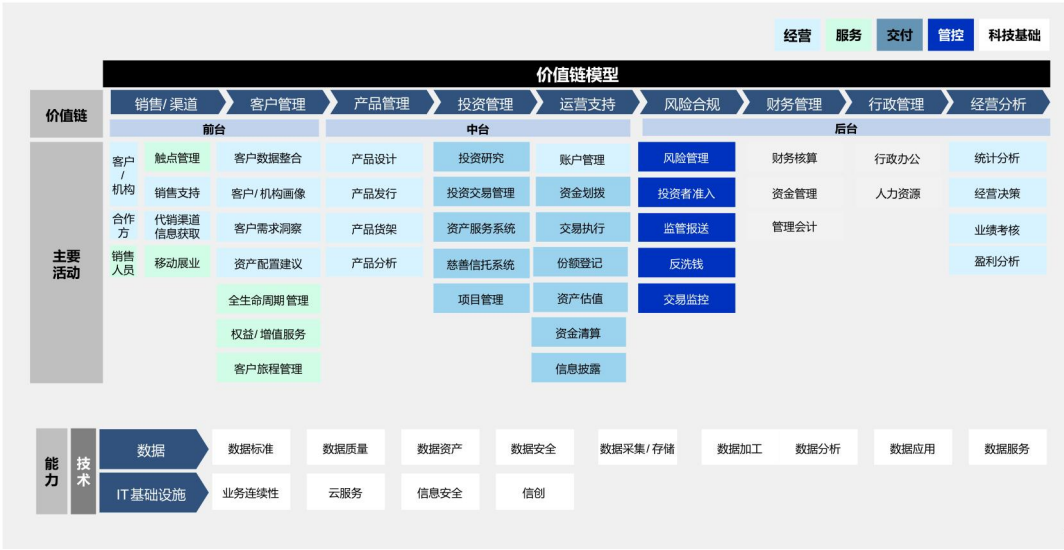 经营 服务 交付 管控 科技基础
价值链模型
价值链 销售/渠道 客户管理 产品管理 投资管理 运营支持 风险合规 财务管理 行政管理 经营分析
前台 中台 后台
主要
活动
客户
/
机构
合作
方
销售
人员
触点管理
销售支持
代销渠道
信息获取
移动展业
客户数据整合
客户/机构画像
客户需求洞察
资产配置建议
全生命周期管理
权益/增值服务
客户旅程管理
产品设计
产品发行
产品货架
产品分析
投资研究
投资交易管理
资产服务系统
慈善信托系统
项目管理
账户管理
资金划拨
交易执行
份额登记
资产估值
资金清算
信息披露
风险管理
投资者准入
监管报送
反洗钱
交易监控
财务核算
资金管理
管理会计
行政办公
人力资源
统计分析
经营决策
业绩考核
盈利分析
能力
技术
数据 数据标准 数据质量 数据资产 数据安全 数据采集/存储 数据加工 数据分析 数据应用 数据服务
IT基础设施 业务连续性 云服务 信息安全 信创